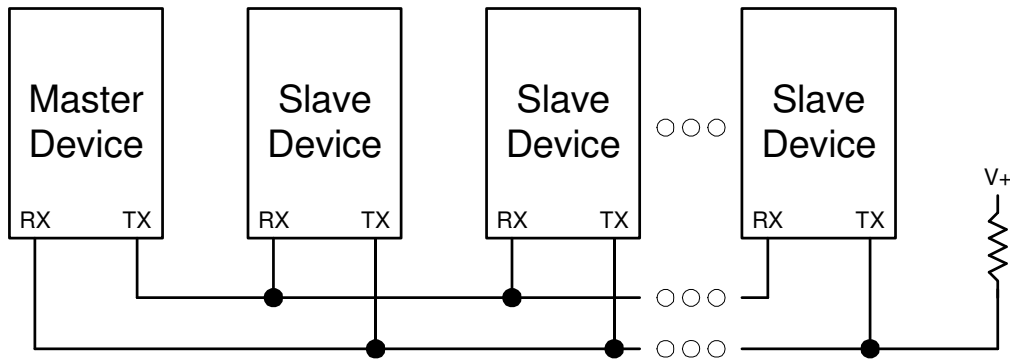 Master
Device
Slave
Device
Slave
Device
Slave
Device
V+
RX TX
RX TX
RX TX
RX TX